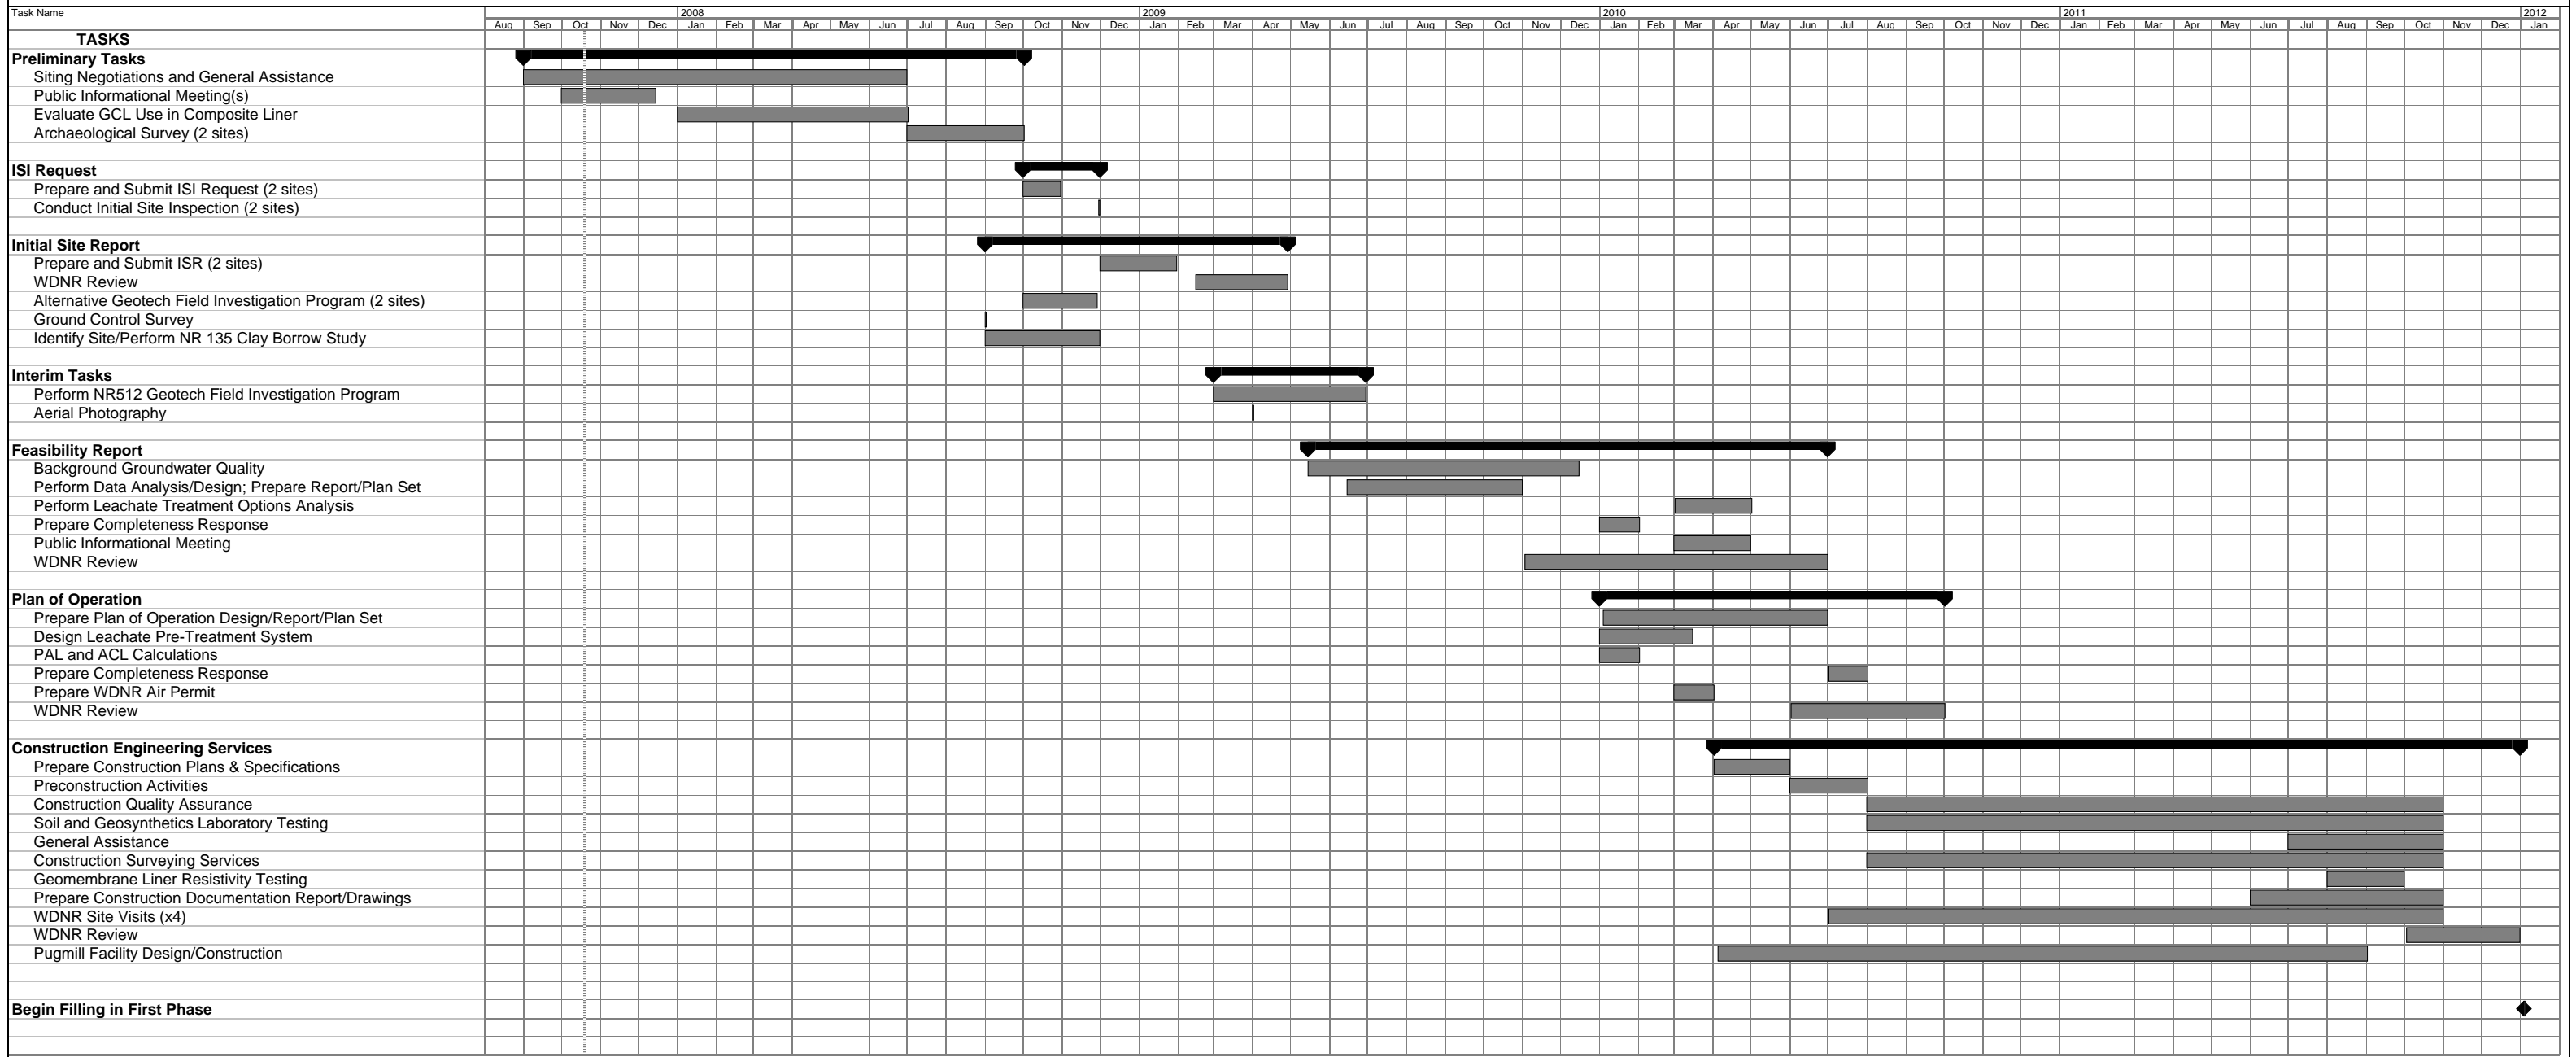 Task Name 2008 2009 2010 2011 2012
Aug Sep Oct Nov Dec Jan Feb Mar Apr May Jun Jul Aug Sep Oct Nov Dec Jan Feb Mar Apr May Jun Jul Aug Sep Oct Nov Dec Jan Feb Mar Apr May Jun Jul Aug Sep Oct Nov Dec Jan Feb Mar Apr May Jun Jul Aug Sep Oct Nov Dec Jan
TASKS
Preliminary Tasks
Siting Negotiations and General Assistance
Public Informational Meeting(s)
Evaluate GCL Use in Composite Liner
Archaeological Survey (2 sites)
ISI Request
Prepare and Submit ISI Request (2 sites)
Conduct Initial Site Inspection (2 sites)
Initial Site Report
Prepare and Submit ISR (2 sites)
WDNR Review
Alternative Geotech Field Investigation Program (2 sites)
Ground Control Survey
Identify Site/Perform NR 135 Clay Borrow Study
Interim Tasks
Perform NR512 Geotech Field Investigation Program
Aerial Photography
Feasibility Report
Background Groundwater Quality
Perform Data Analysis/Design; Prepare Report/Plan Set
Perform Leachate Treatment Options Analysis
Prepare Completeness Response
Public Informational Meeting
WDNR Review
Plan of Operation
Prepare Plan of Operation Design/Report/Plan Set
Design Leachate Pre-Treatment System
PAL and ACL Calculations
Prepare Completeness Response
Prepare WDNR Air Permit
WDNR Review
Construction Engineering Services
Prepare Construction Plans & Specifications
Preconstruction Activities
Construction Quality Assurance
Soil and Geosynthetics Laboratory Testing
General Assistance
Construction Surveying Services
Geomembrane Liner Resistivity Testing
Prepare Construction Documentation Report/Drawings
WDNR Site Visits (x4)
WDNR Review
Pugmill Facility Design/Construction
Begin Filling in First Phase